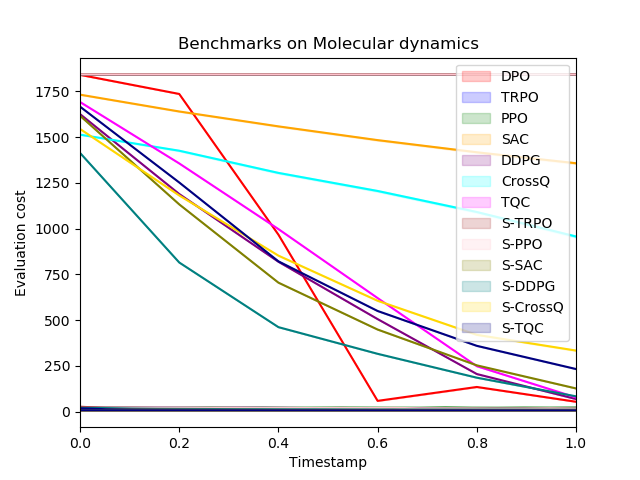 Benchmarks on Molecular dynamics
Evaluation cost
1750
1500
1250
1000
750
500
250
0
0.0
0.2
0.4
0.6
0.8
1.0
Timestamp
DPO
TRPO
PPO
SAC
DDPG
CrossQ
TQC
S-TRPO
S-PPO
S-SAC
S-DDPG
S-CrossQ
S-TQC